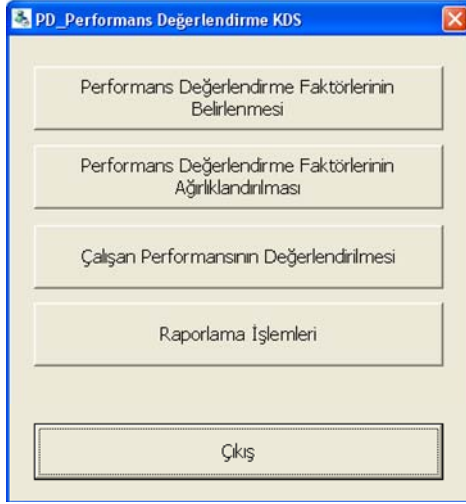 PD_Performans Değerlendirme KDS
Performans Değerlendirme Faktörlerinin
Belirlenmesi
Performans Değerlendirme Faktörlerinin
Ağırlıklandırılması
Çalışan Performansının Değerlendirilmesi
Raporlama İşlemleri
Çıkış